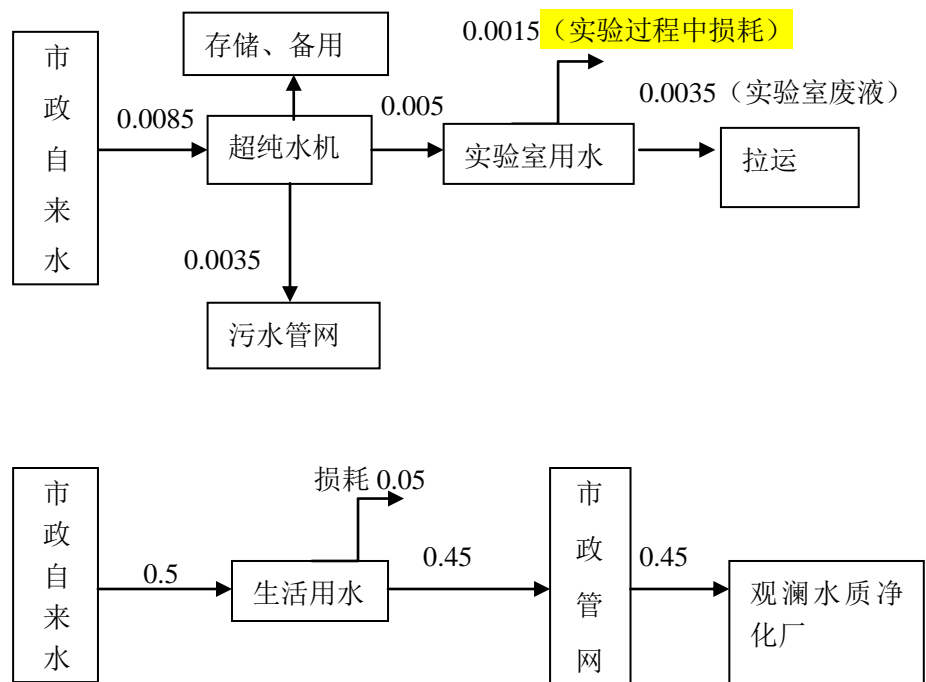 市政自来水
0.0085
存储、备用
超纯水机
0.0035
污水管网
0.005
0.0015（实验过程中损耗）
实验室用水
0.0035（实验室废液）
拉运
市政自来水
0.5
损耗 0.05
生活用水
0.45
市政管网
0.45
观澜水质净
化厂